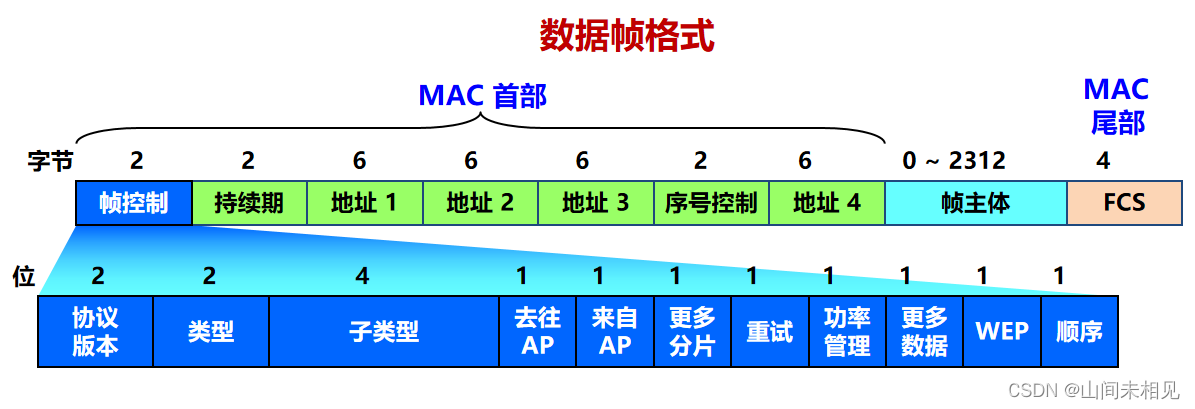 数据帧格式
MAC 首部
MAC
尾部
字节 2 2 6 6 6 2 6 0 ~ 2312 4
帧控制 持续期 地址 1 地址 2 地址 3 序号控制 地址 4 帧主体 FCS
位 2 2 4 1 1 1 1 1 1 1 1
协议 去往 来自 更多 功率 更多
类型 子类型 重试 WEP 顺序
版本 AP AP 分片 管理 数据
CSDN @山间未相见